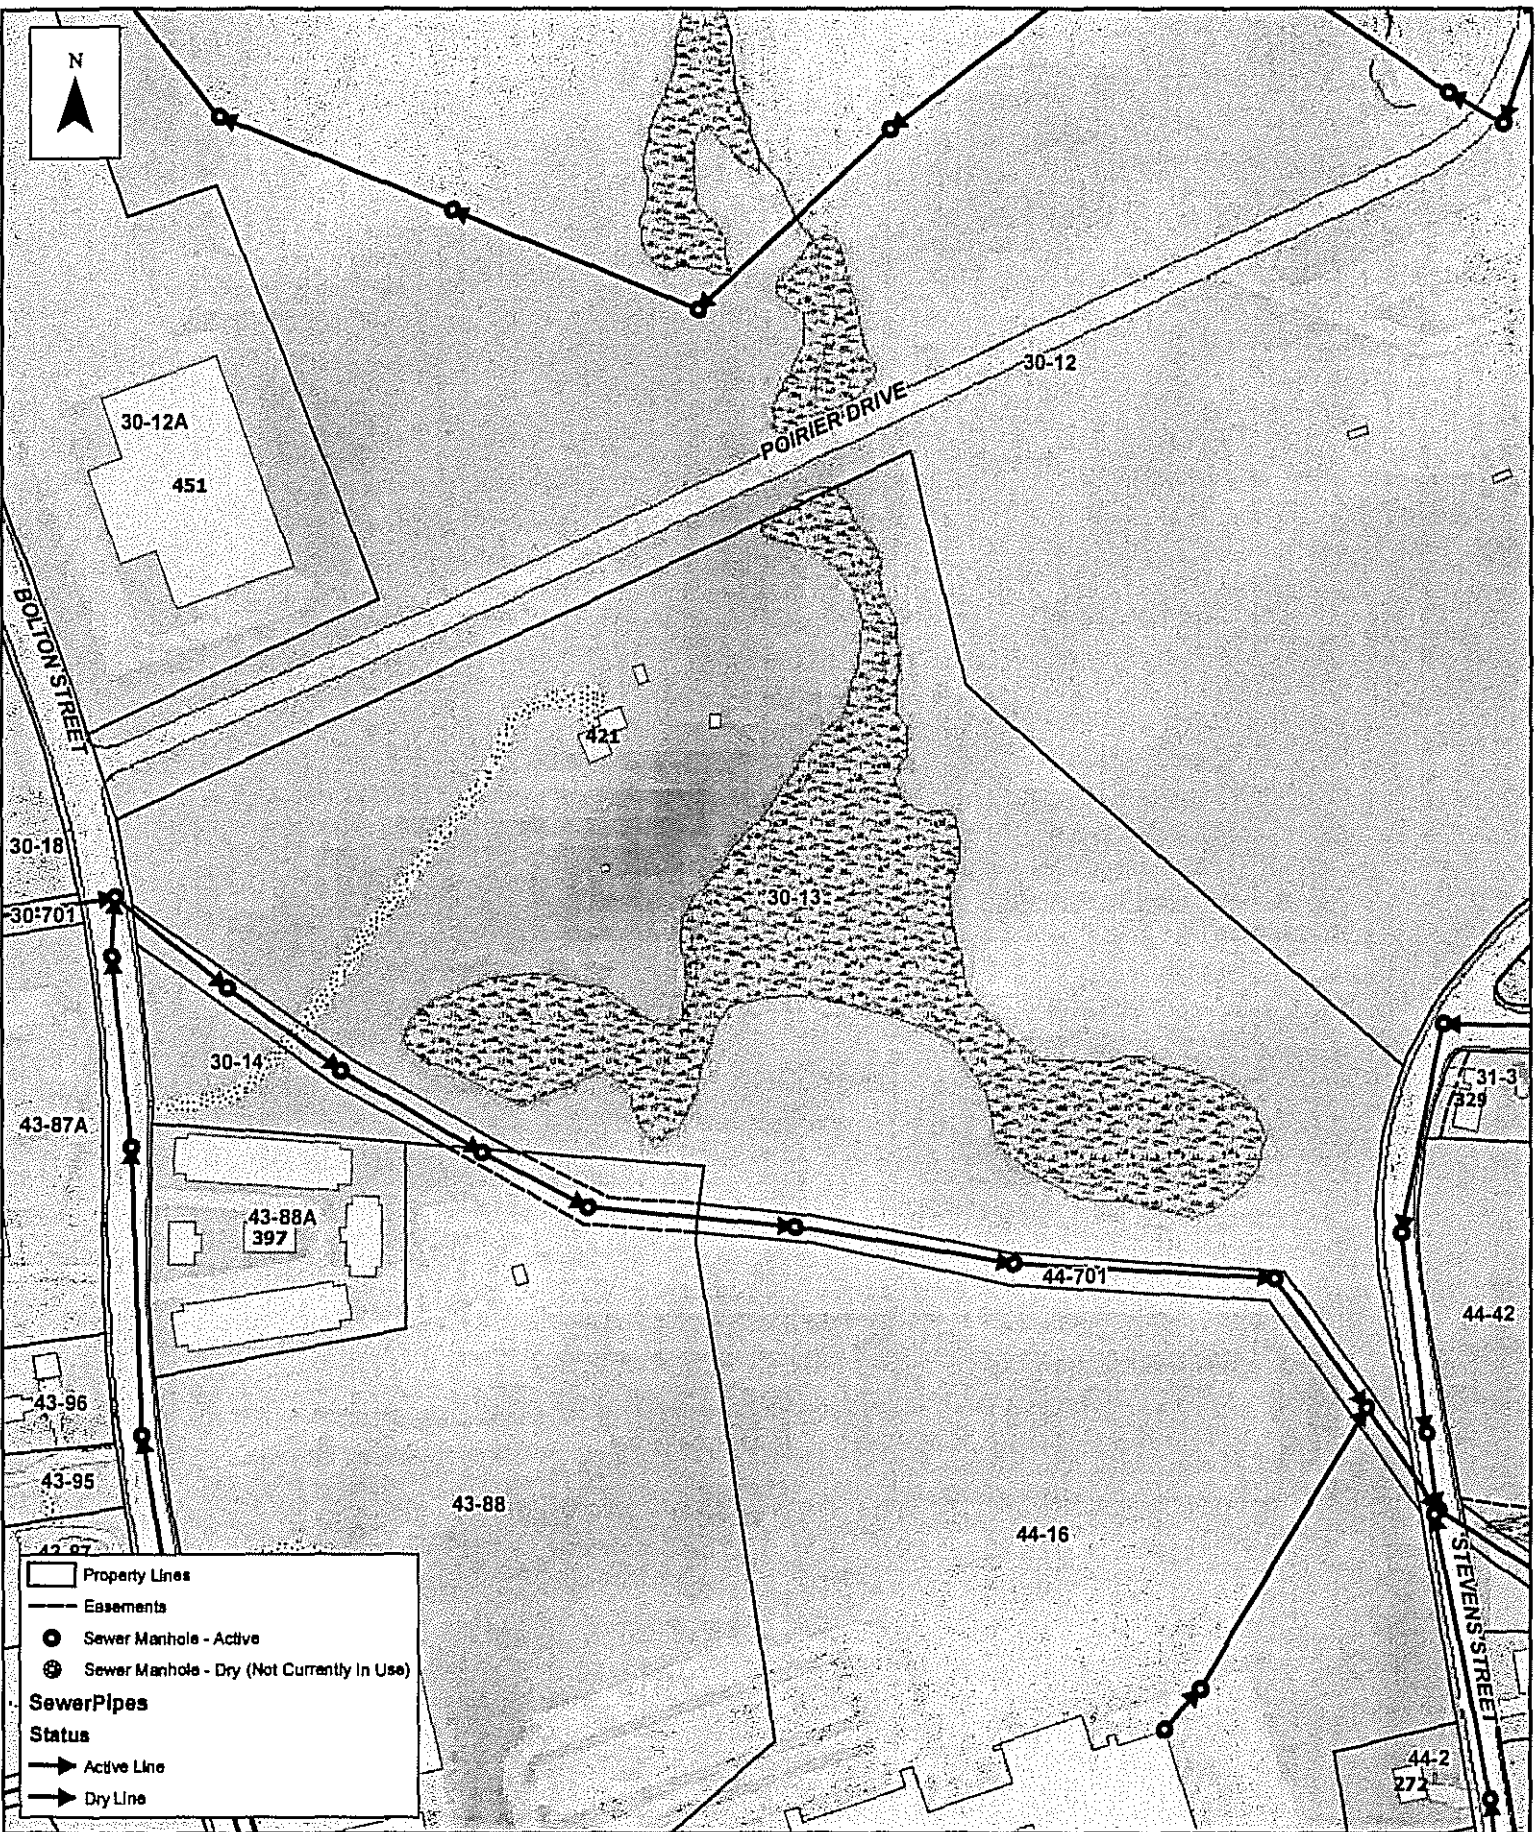 N
30-12
POIRIER DRIVE
30-12A
451
BOLTON STREET
421
30-18
30-13
30-701
30-14
31-3
329
43-87A
43-88A
397
44-701
44-42
43-96
43-95
43-88
44-16
43-87
STEVENS STREET
44-2
272
Property Lines
Easements
Sewer Manhole - Active
Sewer Manhole - Dry (Not Currently In Use)
SewerPipes
Status
Active Line
Dry Line